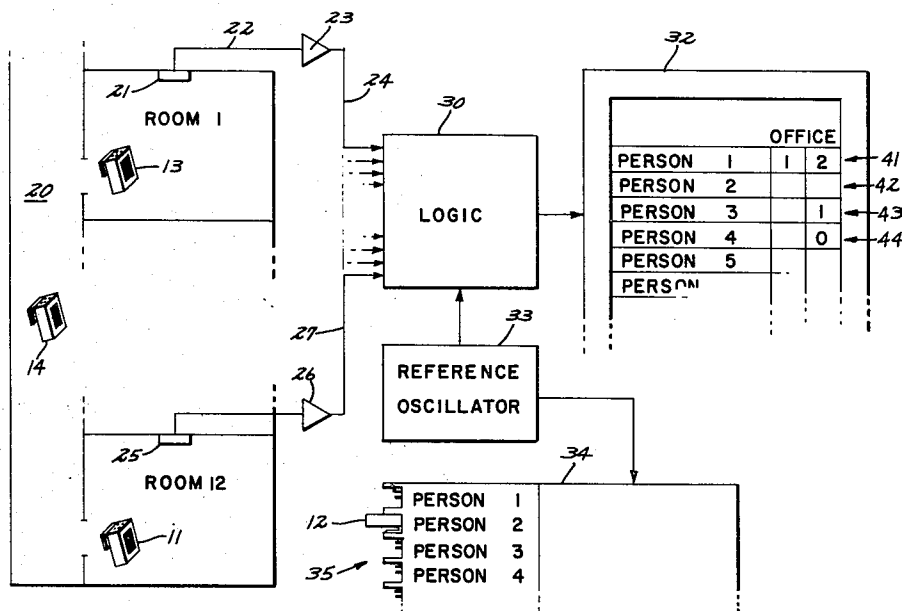 22
23
32
21
24
30
ROOM 1
OFFICE
13
PERSON 1 1 2 41
20
PERSON 2 42
LOGIC
PERSON 3 1 43
PERSON 4 0 44
PERSON 5
PERSON
14
27
33
26
REFERENCE
OSCILLATOR
25
34
ROOM 12
PERSON 1
12
PERSON 2
11
PERSON 3
35
PERSON 4